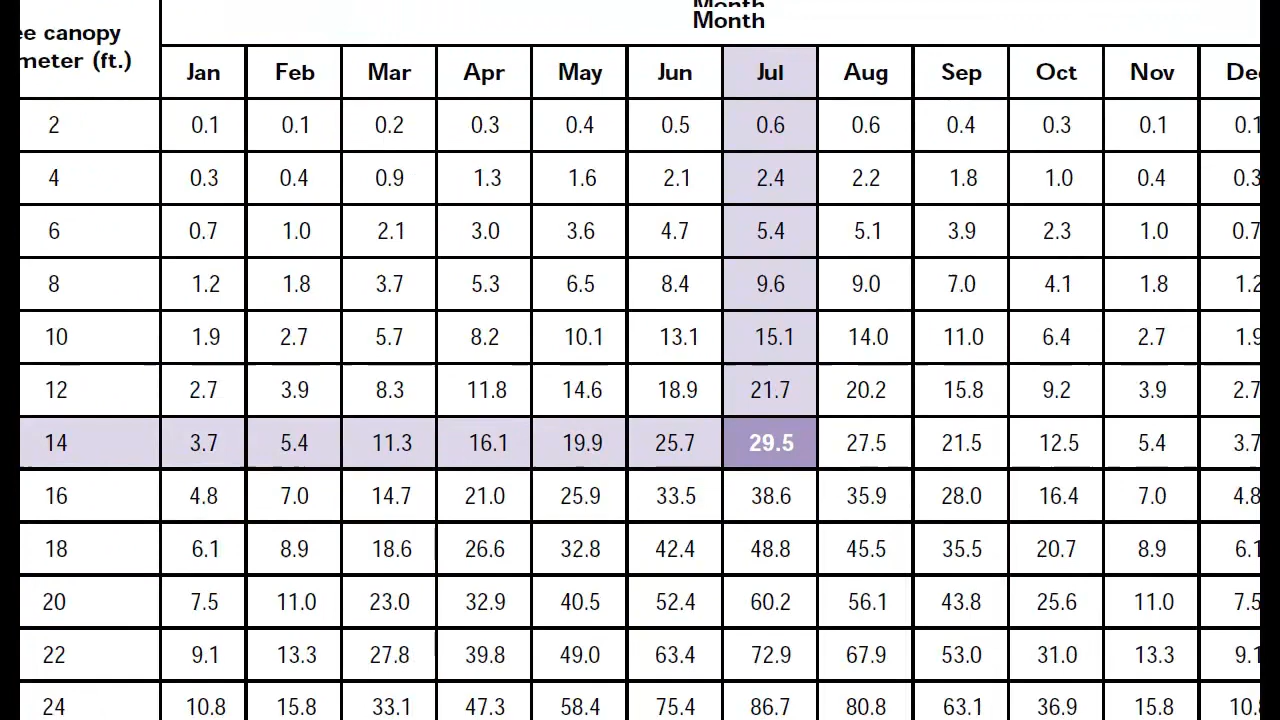 Month
Month
ee canopy
meter (ft.)
Jan Feb Mar Apr May Jun Jul Aug Sep Oct Nov Dec
2 0.1 0.1 0.2 0.3 0.4 0.5 0.6 0.6 0.4 0.3 0.1 0.1
4 0.3 0.4 0.9 1.3 1.6 2.1 2.4 2.2 1.8 1.0 0.4 0.3
6 0.7 1.0 2.1 3.0 3.6 4.7 5.4 5.1 3.9 2.3 1.0 0.7
8 1.2 1.8 3.7 5.3 6.5 8.4 9.6 9.0 7.0 4.1 1.8 1.2
10 1.9 2.7 5.7 8.2 10.1 13.1 15.1 14.0 11.0 6.4 2.7 1.9
12 2.7 3.9 8.3 11.8 14.6 18.9 21.7 20.2 15.8 9.2 3.9 2.7
14 3.7 5.4 11.3 16.1 19.9 25.7 29.5 27.5 21.5 12.5 5.4 3.7
16 4.8 7.0 14.7 21.0 25.9 33.5 38.6 35.9 28.0 16.4 7.0 4.8
18 6.1 8.9 18.6 26.6 32.8 42.4 48.8 45.5 35.5 20.7 8.9 6.1
20 7.5 11.0 23.0 32.9 40.5 52.4 60.2 56.1 43.8 25.6 11.0 7.5
22 9.1 13.3 27.8 39.8 49.0 63.4 72.9 67.9 53.0 31.0 13.3 9.1
24 10.8 15.8 33.1 47.3 58.4 75.4 86.7 80.8 63.1 36.9 15.8 10.8